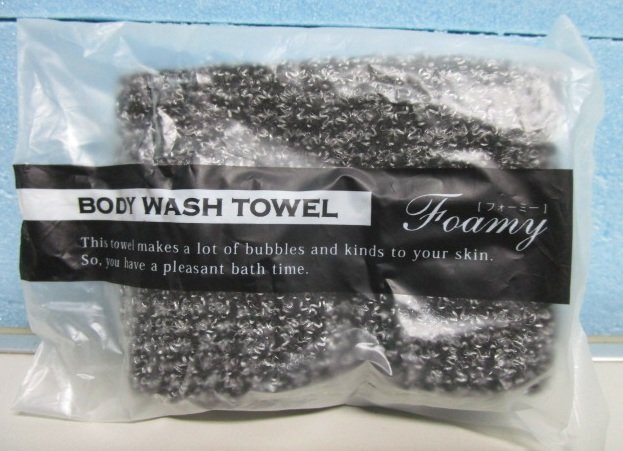 BODY WASH TOWEL
Foamy
[フォーミー]
This towel makes a lot of bubbles and kinds to your skin.
So, you have a pleasant bath time.